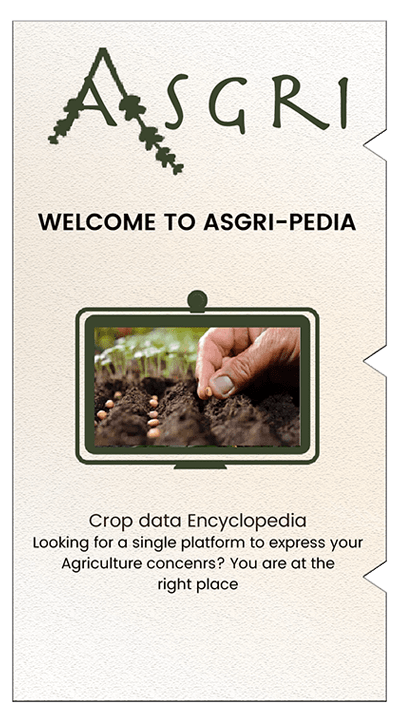 ASGRI
WELCOME TO ASGRI-PEDIA
Crop data Encyclopedia
Looking for a single platform to express your
Agriculture concenrs? You are at the
right place